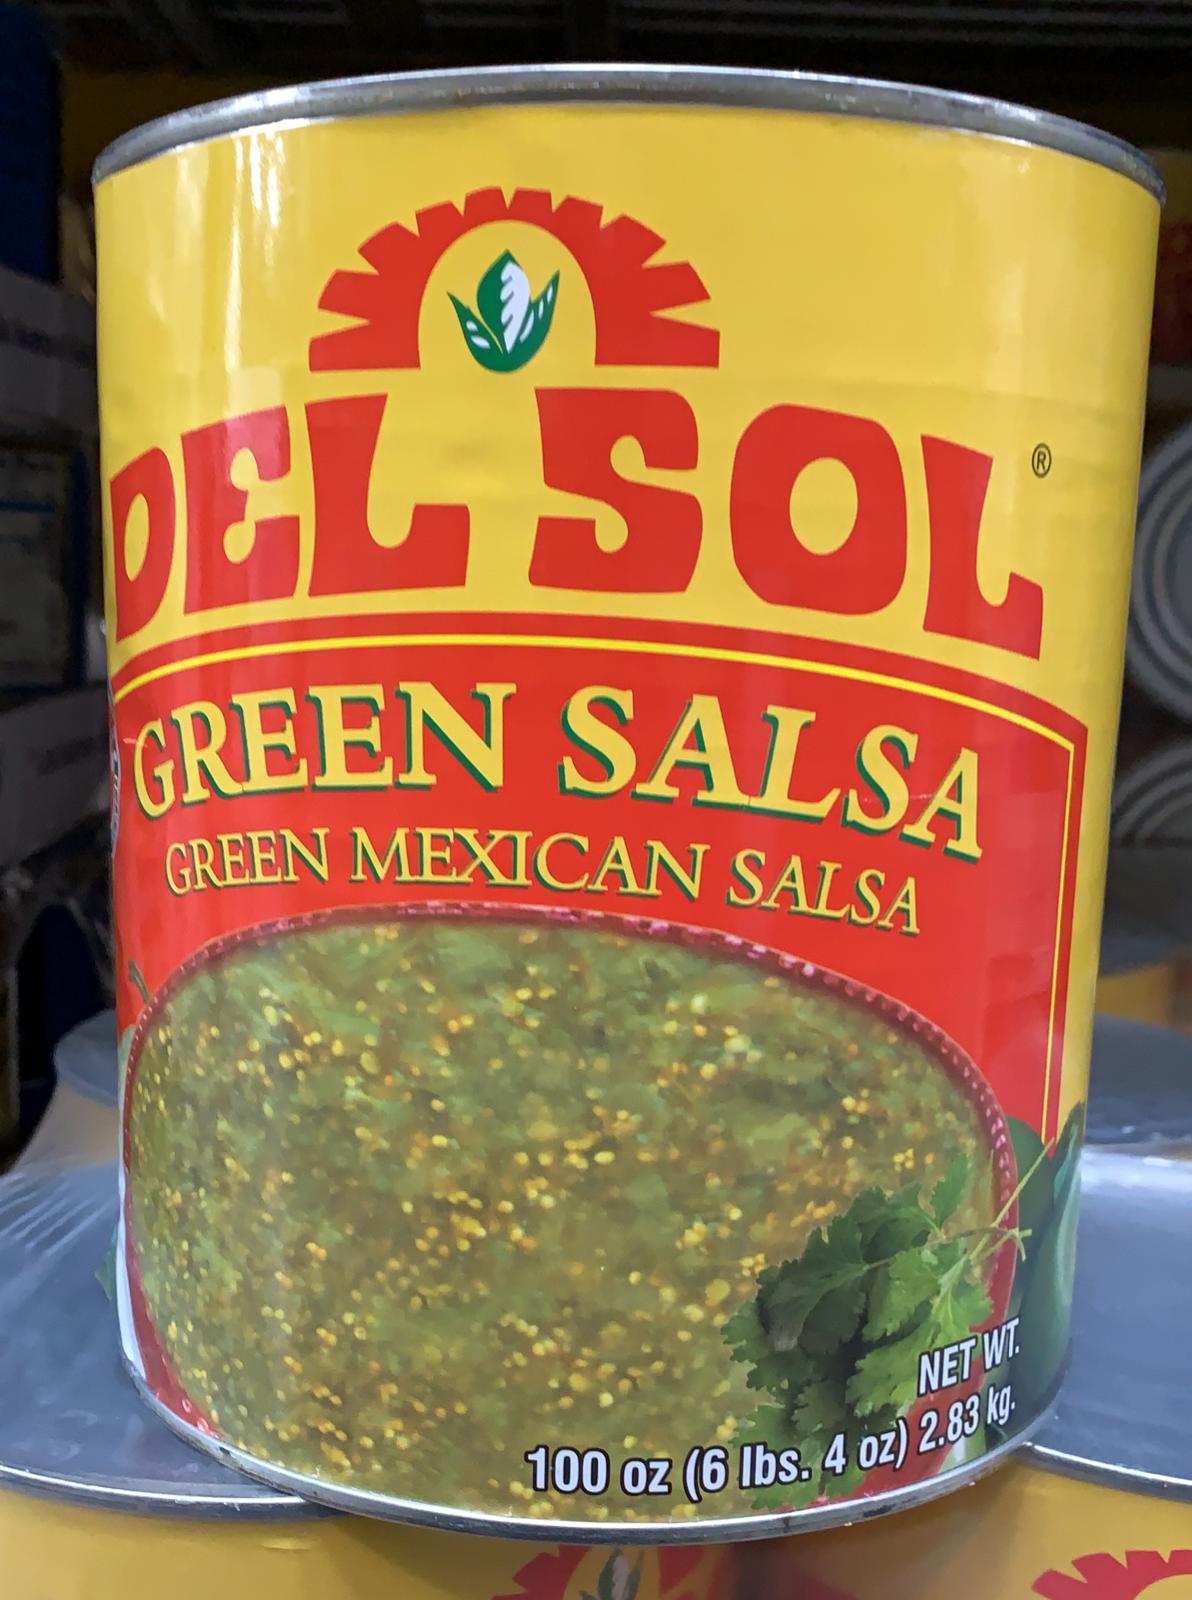 DEL SOL ®
GREEN SALSA
GREEN MEXICAN SALSA
NET WT.
100 oz (6 lbs. 4 oz) 2.83 kg.